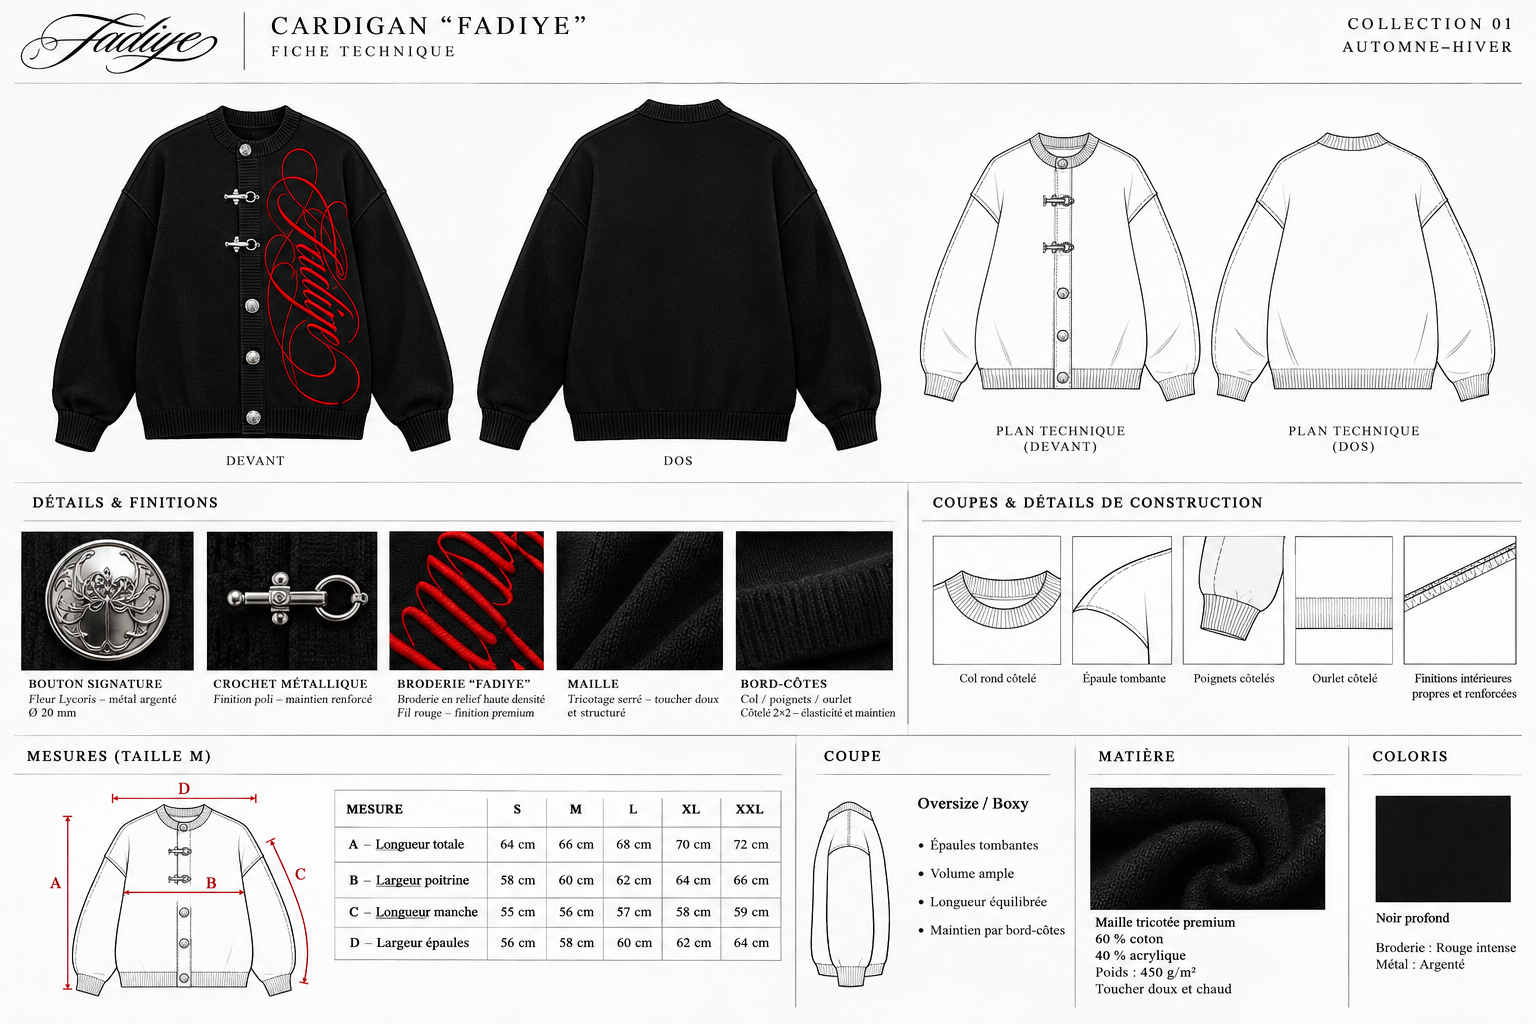 Fadiye
CARDIGAN “FADIYE”
FICHE TECHNIQUE
COLLECTION 01
AUTOMNE–HIVER
Fadiye
DEVANT
DOS
PLAN TECHNIQUE
(DEVANT)
PLAN TECHNIQUE
(DOS)
DÉTAILS & FINITIONS
BOUTON SIGNATURE
Fleur Lycoris – métal argenté
Ø 20 mm
CROCHET MÉTALLIQUE
Finition poli – maintien renforcé
BRODERIE “FADIYE”
Broderie en relief haute densité
Fil rouge – finition premium
MAILLE
Tricotage serré – toucher doux
et structuré
BORD-CÔTES
Col / poignets / ourlet
Côtelé 2×2 – élasticité et maintien
COUPES & DÉTAILS DE CONSTRUCTION
Col rond côtelé
Épaule tombante
Poignets côtelés
Ourlet côtelé
Finitions intérieures
propres et renforcées
MESURES (TAILLE M)
D
A
B
C
MESURE S M L XL XXL
A – Longueur totale 64 cm 66 cm 68 cm 70 cm 72 cm
B – Largeur poitrine 58 cm 60 cm 62 cm 64 cm 66 cm
C – Longueur manche 55 cm 56 cm 57 cm 58 cm 59 cm
D – Largeur épaules 56 cm 58 cm 60 cm 62 cm 64 cm
COUPE
Oversize / Boxy
• Épaules tombantes
• Volume ample
• Longueur équilibrée
• Maintien par bord-côtes
MATIÈRE
Maille tricotée premium
60 % coton
40 % acrylique
Poids : 450 g/m²
Toucher doux et chaud
COLORIS
Noir profond
Broderie : Rouge intense
Métal : Argenté